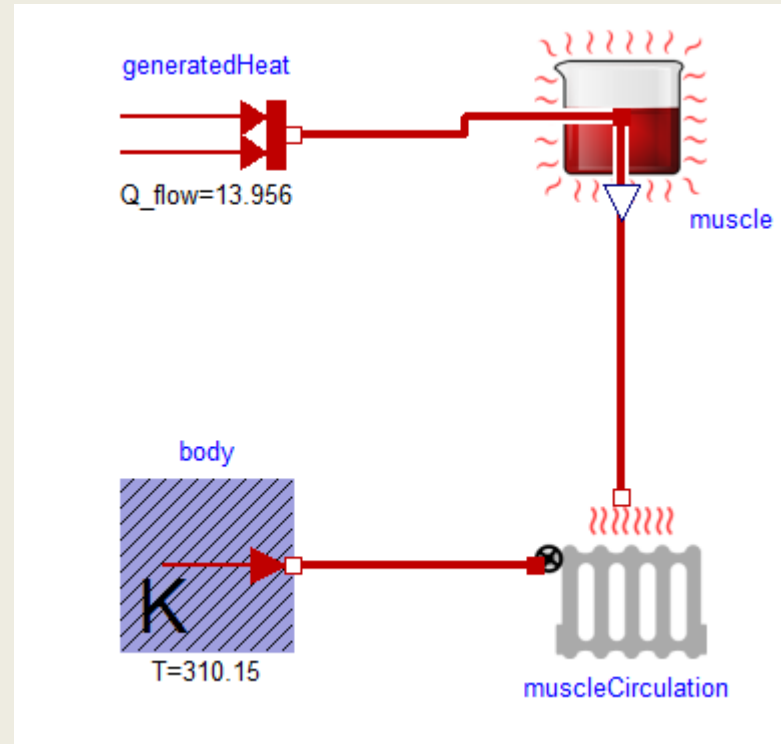 generatedHeat
Q_flow=13.956
muscle
body
K
T=310.15
muscleCirculation